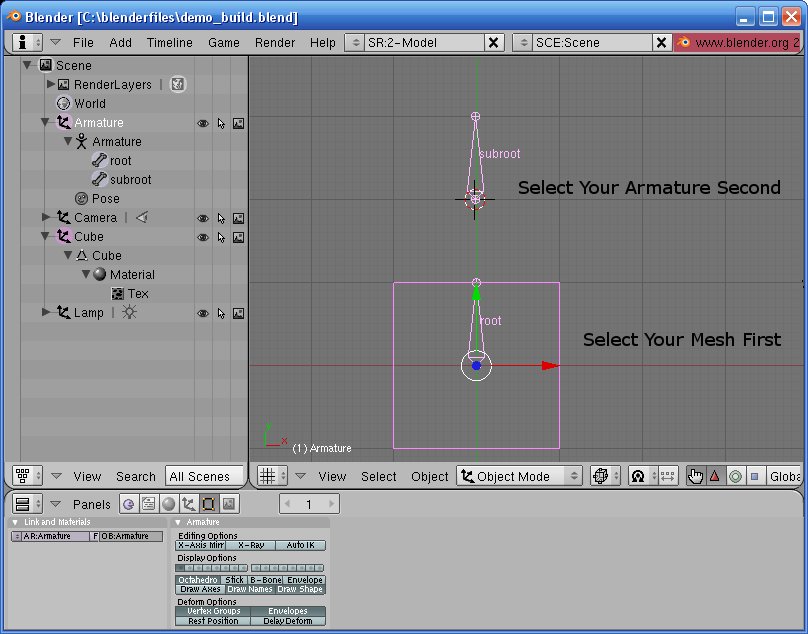 Blender [C:\blenderfiles\demo_build.blend]
File Add Timeline Game Render Help SR:2-Model SCE:Scene www.blender.org 2
Scene
RenderLayers
World
Armature
Armature
root
subroot
Pose
Camera
Cube
Cube
Material
Tex
Lamp
subroot
Select Your Armature Second
root
Select Your Mesh First
y
x
(1) Armature
View Search All Scenes
View Select Object Object Mode Globa
Panels 1
Link and Materials
AR:Armature F OB:Armature
Armature
Editing Options
X-Axis Mirr X-Ray Auto IK
Display Options
Octahedro Stick B-Bone Envelope
Draw Axes Draw Names Draw Shape
Deform Options
Vertex Groups Envelopes
Rest Position Delay Deform